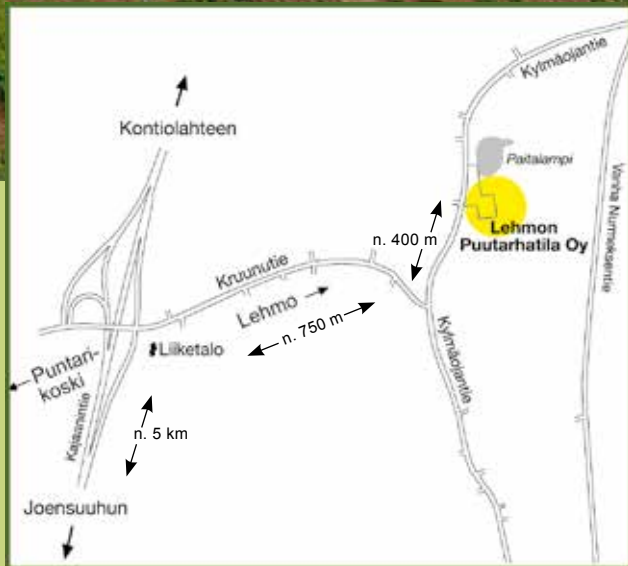 Kylmäojantie
Kontiolahteen
Paitalampi
Vanha Nurmeksentie
Lehmon
Puutarhatila Oy
n. 400 m
Kruunutie
Lehmo
n. 750 m
Liiketalo
Puntari-
koski
Kylmäojantie
Kajaanintie
n. 5 km
Joensuuhun